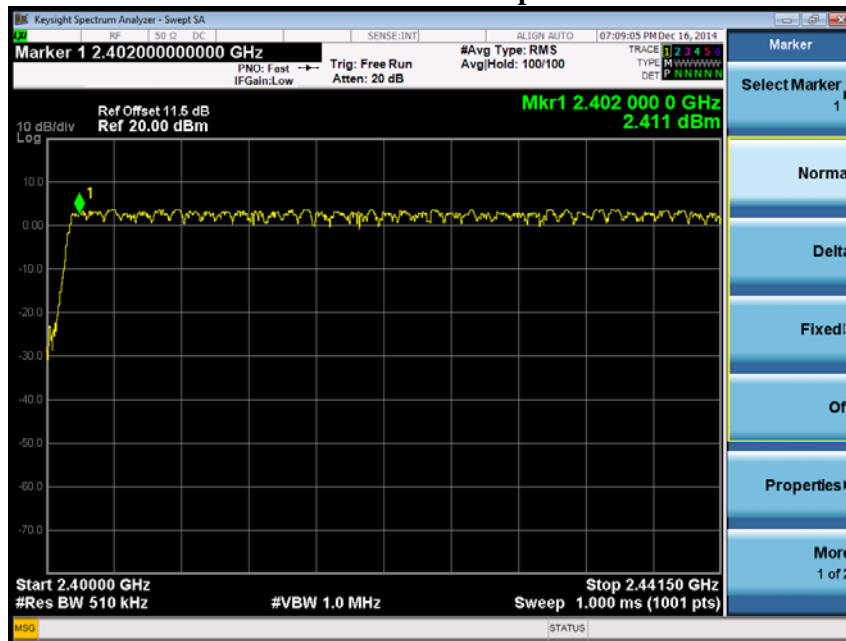 Keysight Spectrum Analyzer - Swept SA
RF 50 Ω DC SENSE:INT ALIGN AUTO 07:09:05 PM Dec 16, 2014
Marker 1 2.402000000000 GHz
PNO: Fast
IFGain:Low
Trig: Free Run
Atten: 20 dB
#Avg Type: RMS
Avg|Hold: 100/100
TRACE 1 2 3 4 5 6
TYPE M WWWWW
DET P N N N N N
Ref Offset 11.5 dB
10 dB/div Ref 20.00 dBm
Log
Mkr1 2.402 000 0 GHz
2.411 dBm
1
10.0
0.00
-10.0
-20.0
-30.0
-40.0
-50.0
-60.0
-70.0
Start 2.40000 GHz Stop 2.44150 GHz
#Res BW 510 kHz #VBW 1.0 MHz Sweep 1.000 ms (1001 pts)
MSG STATUS
Marker
Select Marker
1
Norma
Delta
Fixed
Of
Properties
More
1 of 2